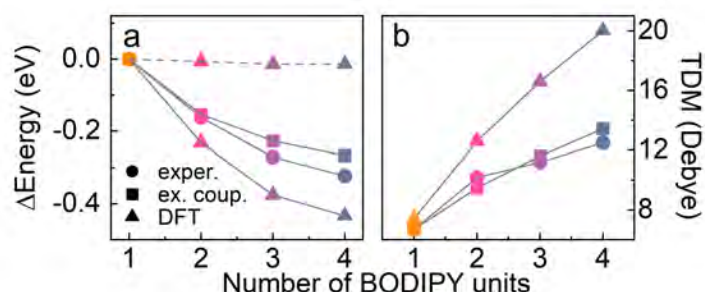 a
b
0.0
-0.2
-0.4
ΔEnergy (eV)
exper.
ex. coup.
DFT
20
16
12
8
TDM (Debye)
1 2 3 4 1 2 3 4
Number of BODIPY units